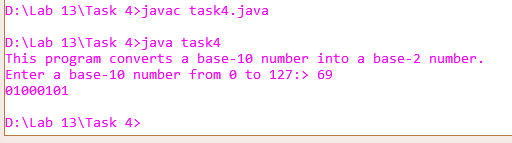 D:\Lab 13\Task 4>javac task4.java
D:\Lab 13\Task 4>java task4
This program converts a base-10 number into a base-2 number.
Enter a base-10 number from 0 to 127:> 69
01000101
D:\Lab 13\Task 4>